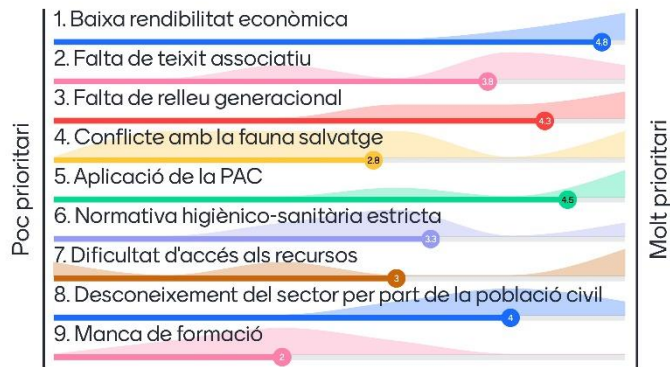 1. Baixa rendibilitat econòmica
4.8
2. Falta de teixit associatiu
3.8
3. Falta de relleu generacional
4.3
4. Conflicte amb la fauna salvatge
2.8
5. Aplicació de la PAC
4.5
6. Normativa higiènico-sanitària estricta
3.3
7. Dificultat d'accés als recursos
3
8. Desconeixement del sector per part de la població civil
4
9. Manca de formació
2
Poc prioritari
Molt prioritari